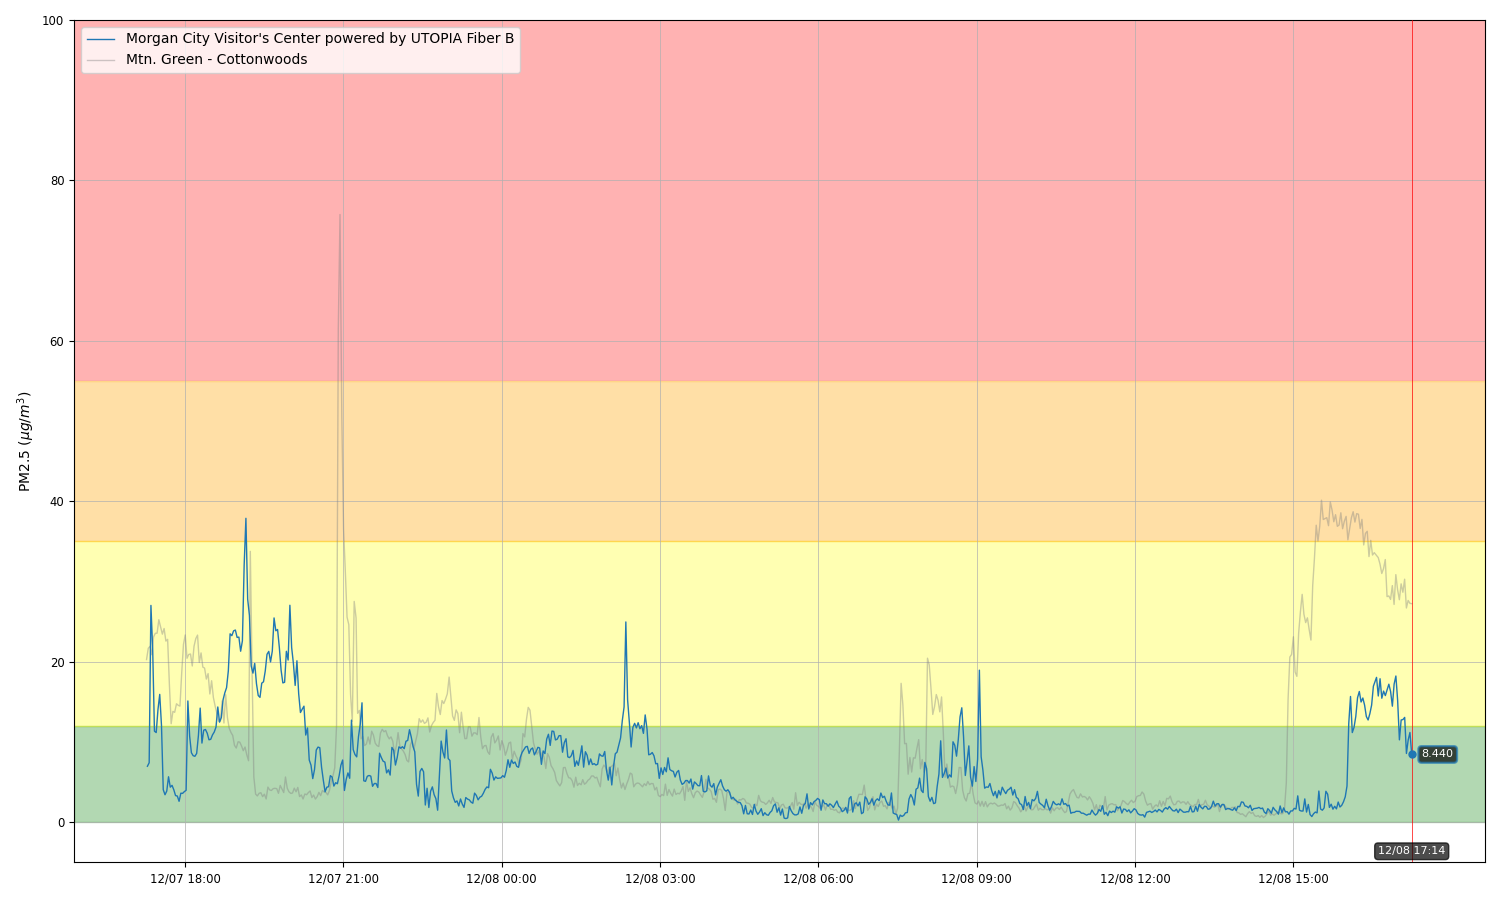 100
80
60
40
20
0
PM2.5 (µg/m³)
Morgan City Visitor's Center powered by UTOPIA Fiber B
Mtn. Green - Cottonwoods
8.440
12/08 17:14
12/07 18:00 12/07 21:00 12/08 00:00 12/08 03:00 12/08 06:00 12/08 09:00 12/08 12:00 12/08 15:00